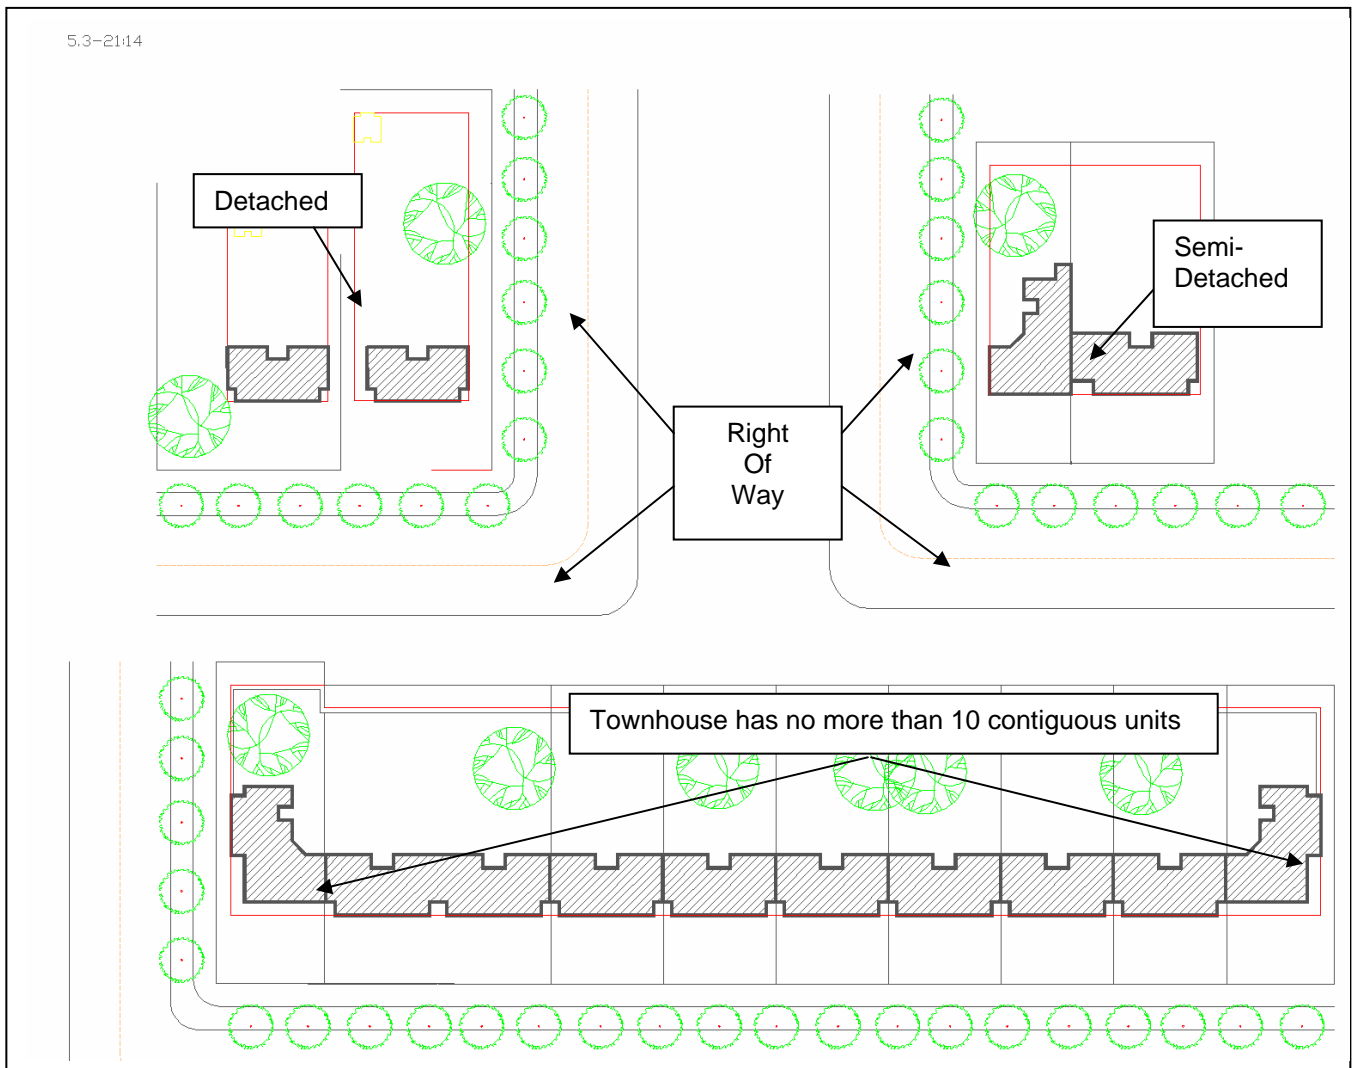 5.3-21:14
Detached
Semi-
Detached
Right
Of
Way
Townhouse has no more than 10 contiguous units